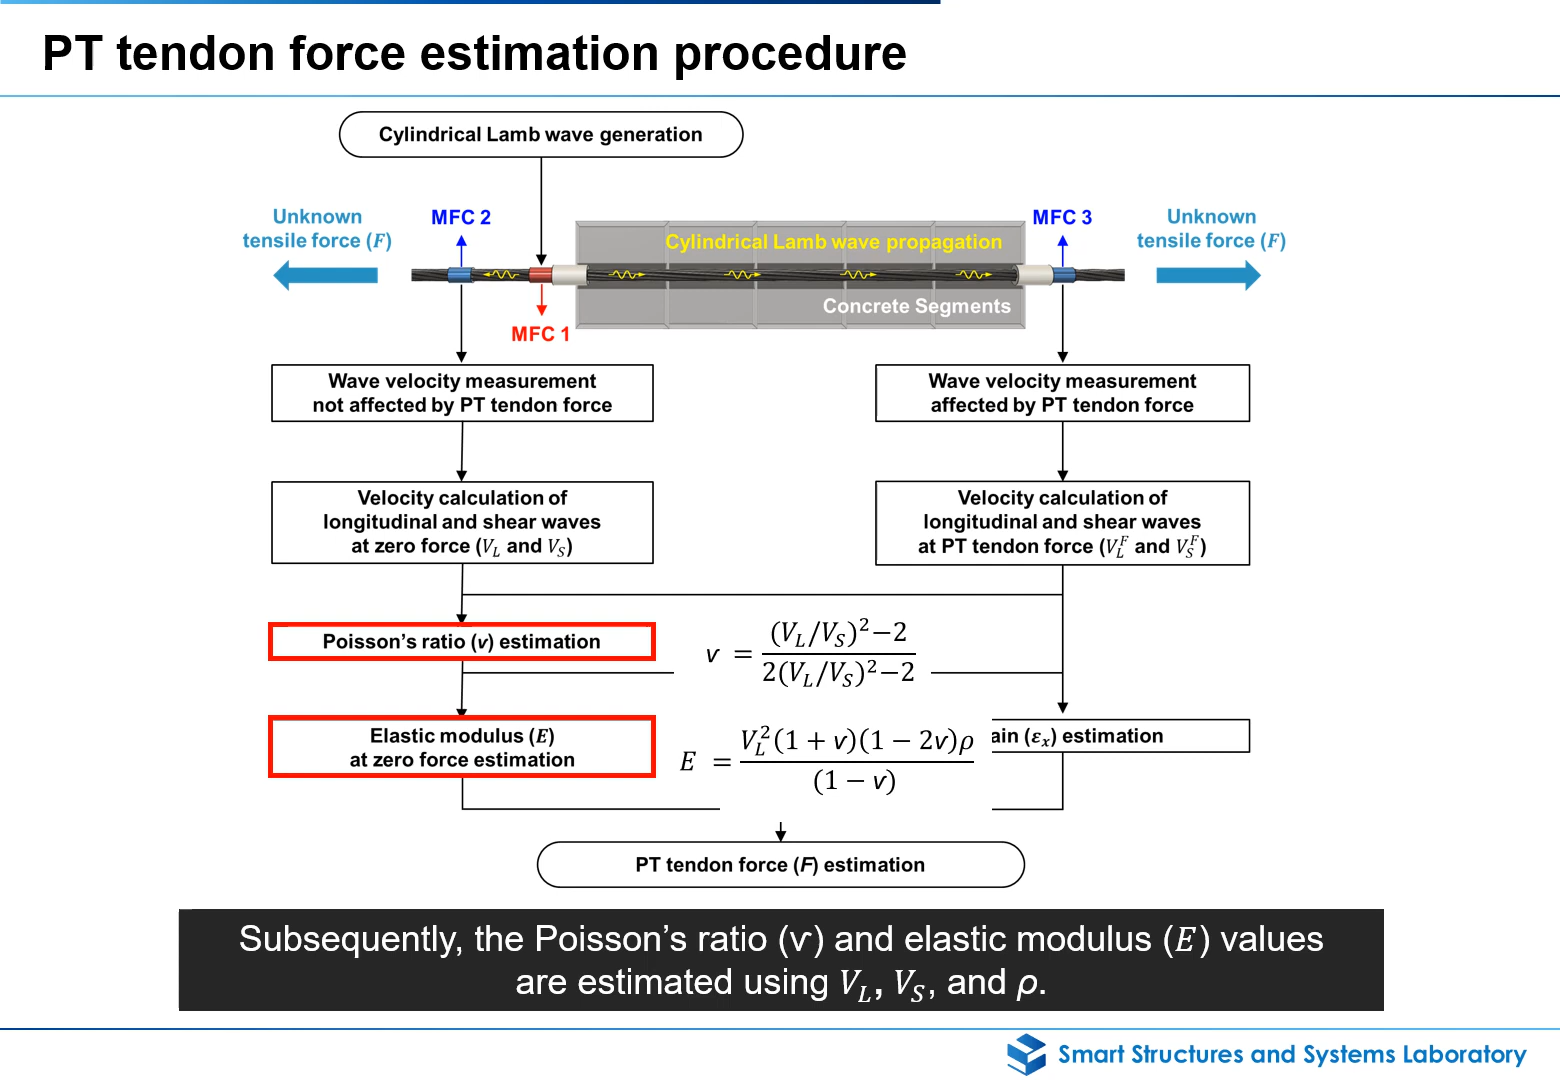 PT tendon force estimation procedure
Cylindrical Lamb wave generation
Unknown
tensile force (F)
MFC 2
MFC 3
Unknown
tensile force (F)
Cylindrical Lamb wave propagation
Concrete Segments
MFC 1
Wave velocity measurement
not affected by PT tendon force
Wave velocity measurement
affected by PT tendon force
Velocity calculation of
longitudinal and shear waves
at zero force (V_L and V_S)
Velocity calculation of
longitudinal and shear waves
at PT tendon force (V_L^F and V_S^F)
Poisson's ratio (v) estimation
v = ((V_L/V_S)^2−2) / (2(V_L/V_S)^2−2)
Elastic modulus (E)
at zero force estimation
E = (V_L^2(1 + v)(1 − 2v)ρ) / (1 − v)
ain (ε_x) estimation
PT tendon force (F) estimation
Subsequently, the Poisson's ratio (v) and elastic modulus (E) values
are estimated using V_L, V_S, and ρ.
Smart Structures and Systems Laboratory